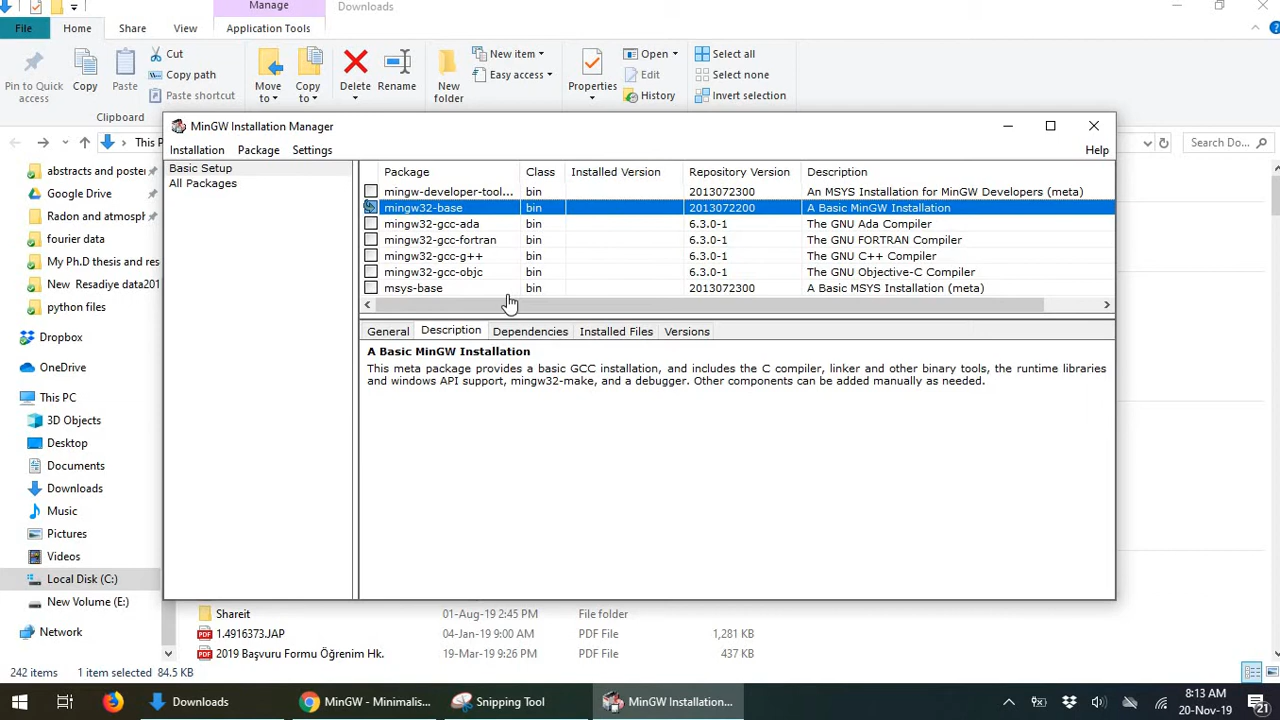 Manage
Downloads
File
Home
Share
View
Application Tools
Pin to Quick access
Copy
Paste
Cut
Copy path
Paste shortcut
Clipboard
Move to
Copy to
Delete
Rename
New folder
New item
Easy access
Properties
Open
Edit
History
Select all
Select none
Invert selection
This P
Search Do...
MinGW Installation Manager
Installation Package Settings Help
Basic Setup
All Packages
Package Class Installed Version Repository Version Description
mingw-developer-tool... bin 2013072300 An MSYS Installation for MinGW Developers (meta)
mingw32-base bin 2013072200 A Basic MinGW Installation
mingw32-gcc-ada bin 6.3.0-1 The GNU Ada Compiler
mingw32-gcc-fortran bin 6.3.0-1 The GNU FORTRAN Compiler
mingw32-gcc-g++ bin 6.3.0-1 The GNU C++ Compiler
mingw32-gcc-objc bin 6.3.0-1 The GNU Objective-C Compiler
msys-base bin 2013072300 A Basic MSYS Installation (meta)
General Description Dependencies Installed Files Versions
A Basic MinGW Installation
This meta package provides a basic GCC installation, and includes the C compiler, linker and other binary tools, the runtime libraries
and windows API support, mingw32-make, and a debugger. Other components can be added manually as needed.
abstracts and poste
Google Drive
Radon and atmosph
fourier data
My Ph.D thesis and res
New Resadiye data201
python files
Dropbox
OneDrive
This PC
3D Objects
Desktop
Documents
Downloads
Music
Pictures
Videos
Local Disk (C:)
New Volume (E:)
Network
Shareit 01-Aug-19 2:45 PM File folder
1.4916373.JAP 04-Jan-19 9:00 AM PDF File 1,281 KB
2019 Başvuru Formu Öğrenim Hk. 19-Mar-19 9:26 PM PDF File 437 KB
242 items 1 item selected 84.5 KB
Downloads
MinGW - Minimalis...
Snipping Tool
MinGW Installation...
8:13 AM
20-Nov-19
21